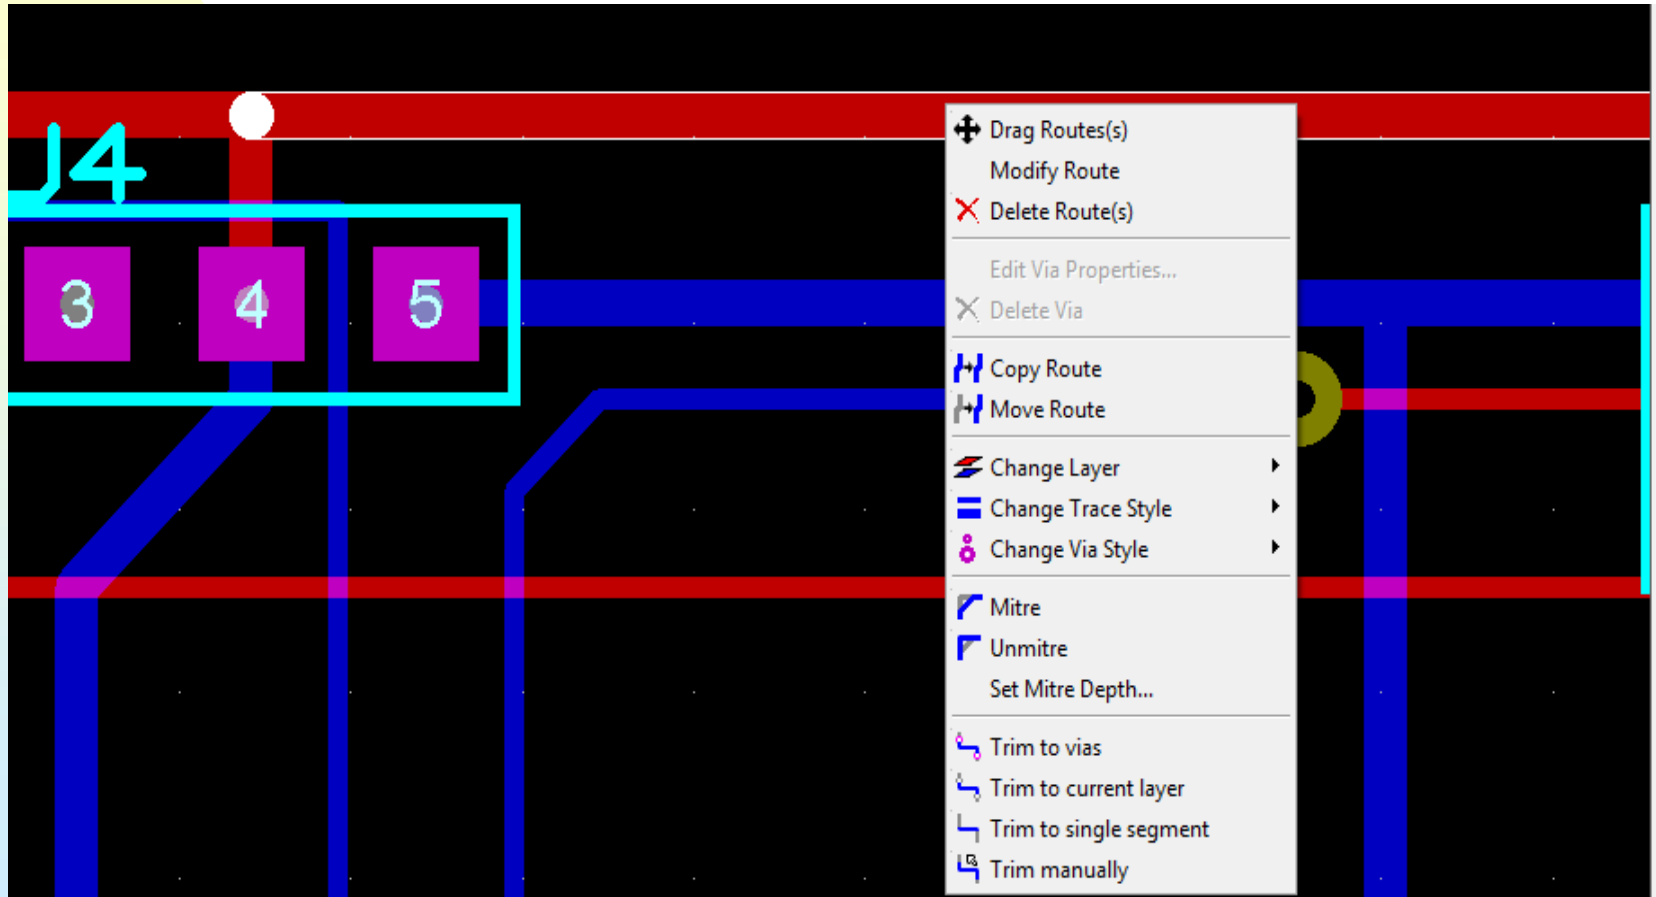 J4
3 4 5
Drag Routes(s)
Modify Route
Delete Route(s)
Edit Via Properties...
Delete Via
Copy Route
Move Route
Change Layer
Change Trace Style
Change Via Style
Mitre
Unmitre
Set Mitre Depth...
Trim to vias
Trim to current layer
Trim to single segment
Trim manually